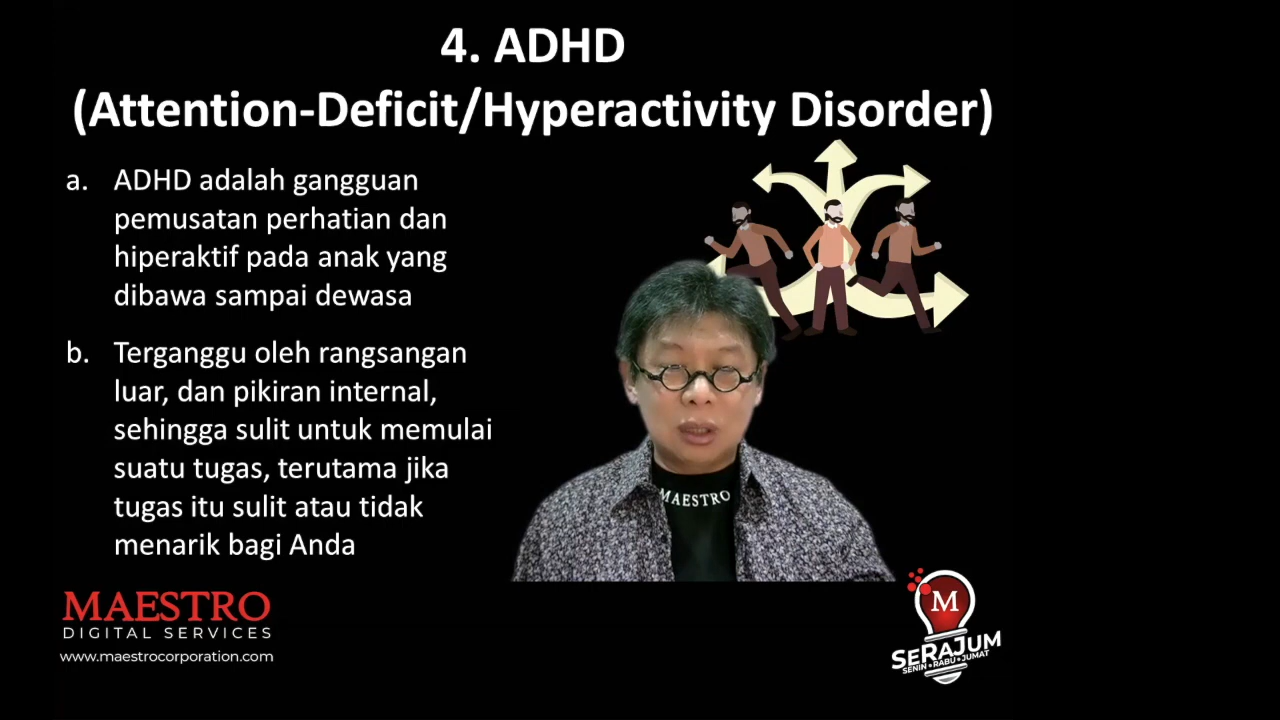 4. ADHD
(Attention-Deficit/Hyperactivity Disorder)
a. ADHD adalah gangguan
pemusatan perhatian dan
hiperaktif pada anak yang
dibawa sampai dewasa
b. Terganggu oleh rangsangan
luar, dan pikiran internal,
sehingga sulit untuk memulai
suatu tugas, terutama jika
tugas itu sulit atau tidak
menarik bagi Anda
MAESTRO
MAESTRO
DIGITAL SERVICES
www.maestrocorporation.com
M
SERAJUM
SENIN • RABU • JUMAT